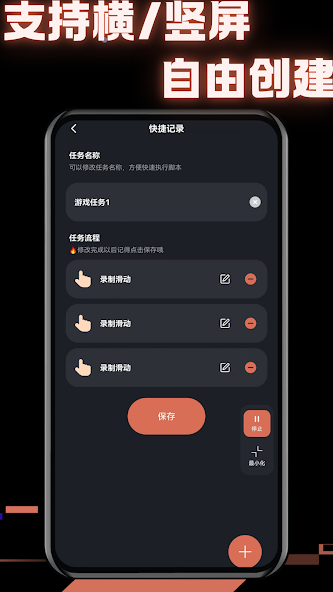 支持横/竖屏
自由创建
快捷记录
任务名称
可以修改任务名称，方便快速执行脚本
游戏任务1
任务流程
🔥修改完成以后记得点击保存哦
录制滑动
录制滑动
录制滑动
保存
停止
最小化